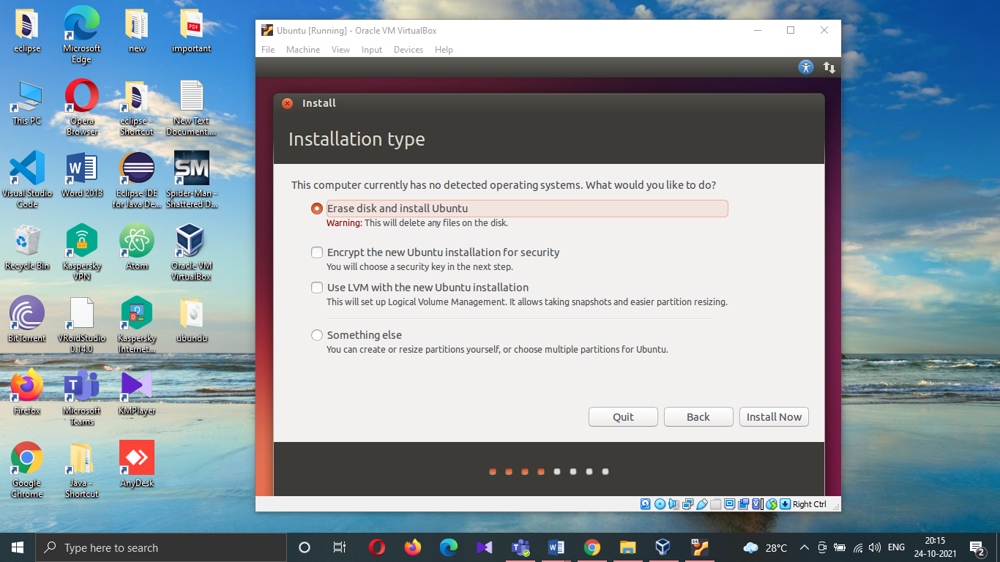 eclipse
Microsoft
Edge
new
important
PDF
This PC
Opera
Browser
eclipse -
Shortcut
New Text
Document....
Visual Studio
Code
Word 2013
Eclipse IDE
for Java De...
SM
Spider-Man -
Shattered D...
Recycle Bin
Kaspersky
VPN
Atom
Oracle VM
VirtualBox
BitTorrent
VRoidStudio
0.14.0
Kaspersky
Internet...
ubundu
Firefox
Microsoft
Teams
KMPlayer
Google
Chrome
Java -
Shortcut
AnyDesk
Ubuntu [Running] - Oracle VM VirtualBox
File Machine View Input Devices Help
Install
Installation type
This computer currently has no detected operating systems. What would you like to do?
Erase disk and install Ubuntu
Warning: This will delete any files on the disk.
Encrypt the new Ubuntu installation for security
You will choose a security key in the next step.
Use LVM with the new Ubuntu installation
This will set up Logical Volume Management. It allows taking snapshots and easier partition resizing.
Something else
You can create or resize partitions yourself, or choose multiple partitions for Ubuntu.
Quit Back Install Now
Right Ctrl
Type here to search
28°C
ENG
20:15
24-10-2021
2